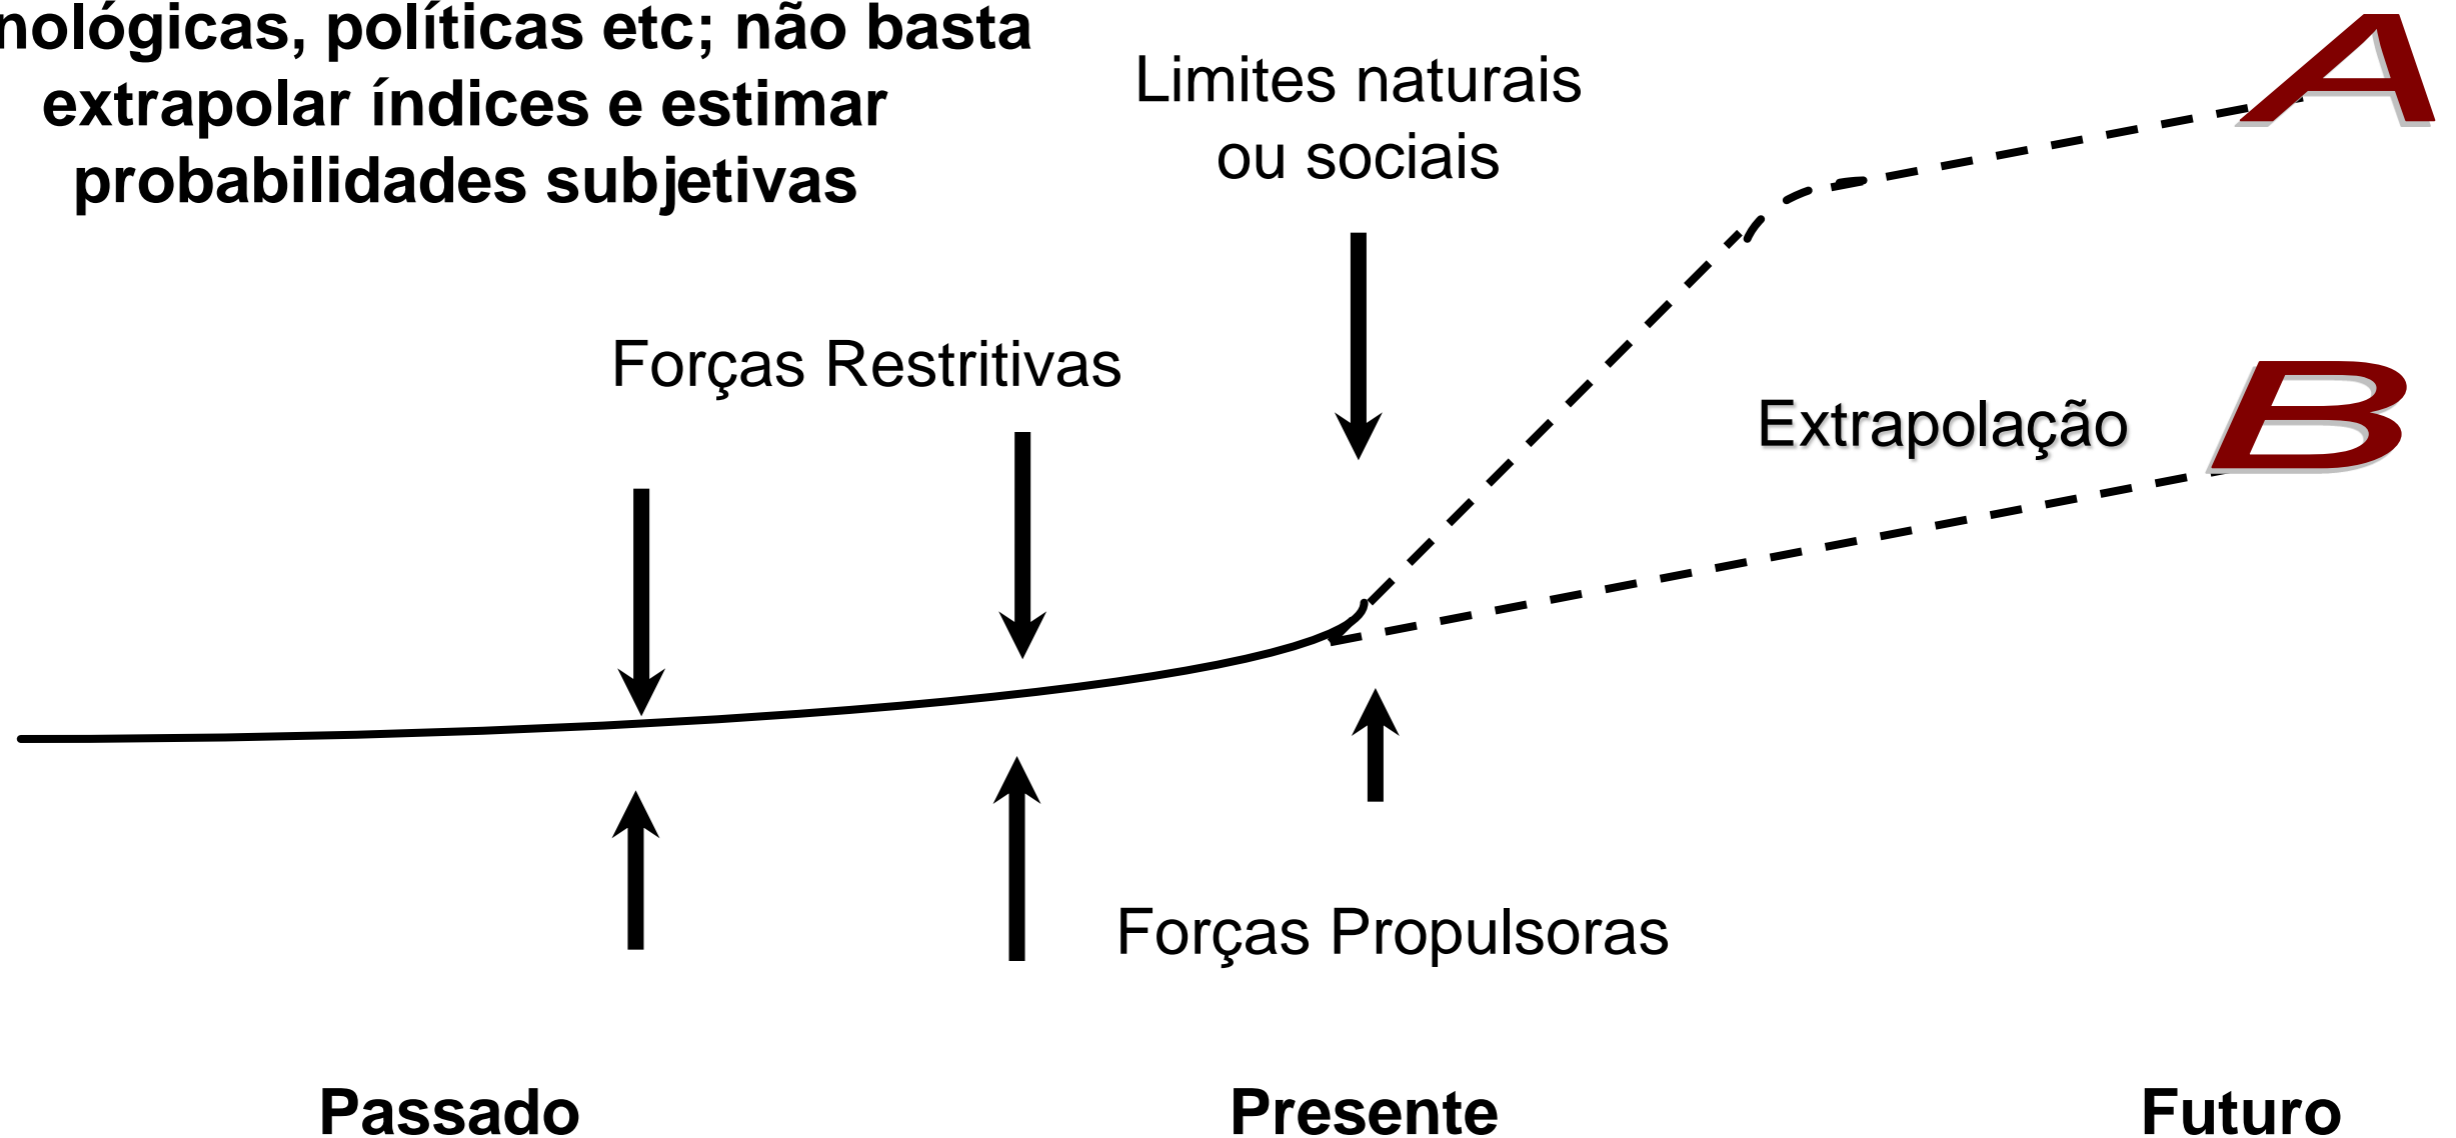 nológicas, políticas etc; não basta
extrapolar índices e estimar
probabilidades subjetivas
Limites naturais
ou sociais
A
Forças Restritivas
Extrapolação
B
Forças Propulsoras
Passado
Presente
Futuro